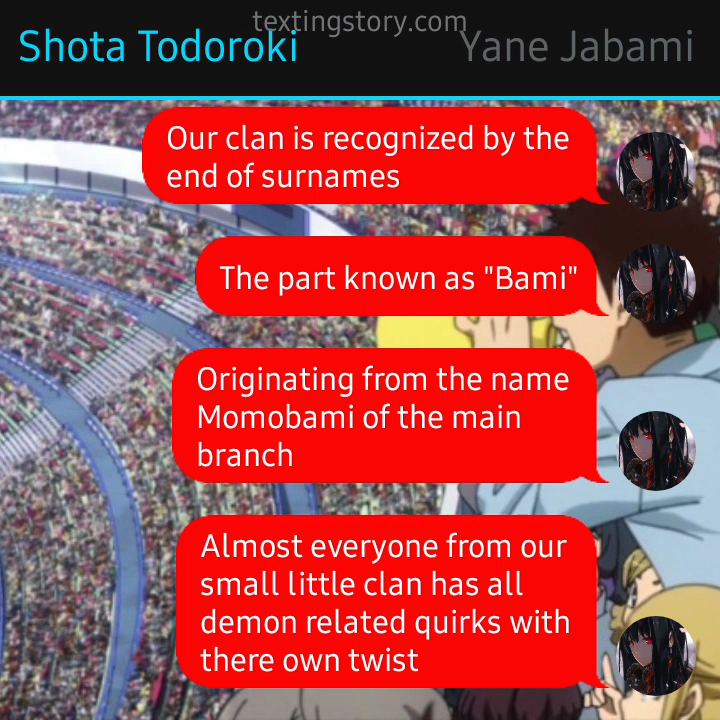 textingstory.com
Shota Todoroki
Yane Jabami
Our clan is recognized by the
end of surnames
The part known as "Bami"
Originating from the name
Momobami of the main
branch
Almost everyone from our
small little clan has all
demon related quirks with
there own twist